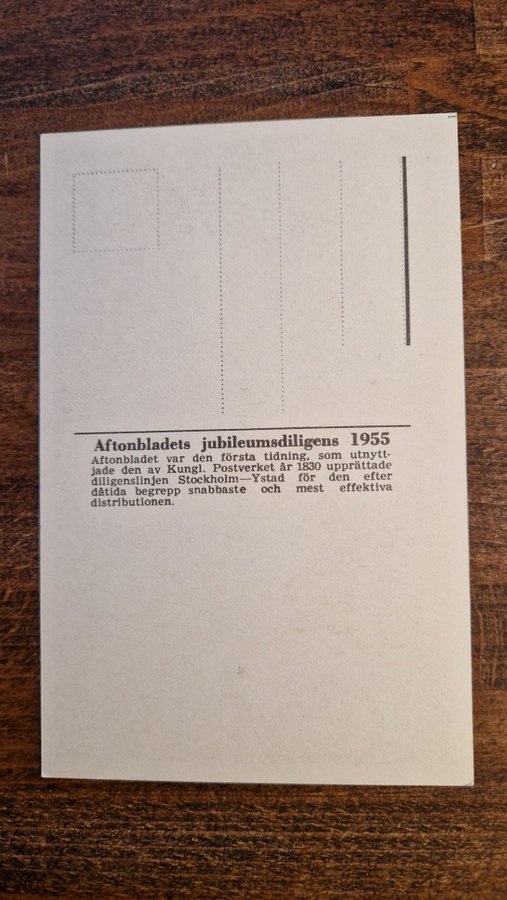 Aftonbladets jubileumsdiligens 1955
Aftonbladet var den första tidning, som utnytt-
jade den av Kungl. Postverket år 1830 upprättade
diligenslinjen Stockholm—Ystad för den efter
dåtida begrepp snabbaste och mest effektiva
distributionen.